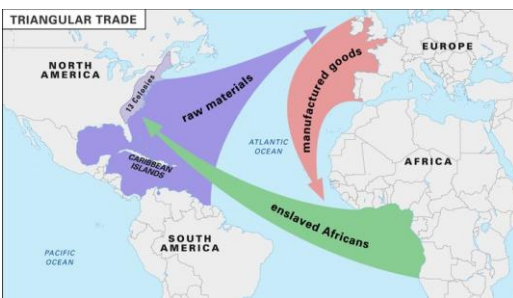 TRIANGULAR TRADE
NORTH
AMERICA
13 Colonies
raw materials
manufactured goods
EUROPE
ATLANTIC
OCEAN
AFRICA
CARIBBEAN
ISLANDS
enslaved Africans
SOUTH
AMERICA
PACIFIC
OCEAN